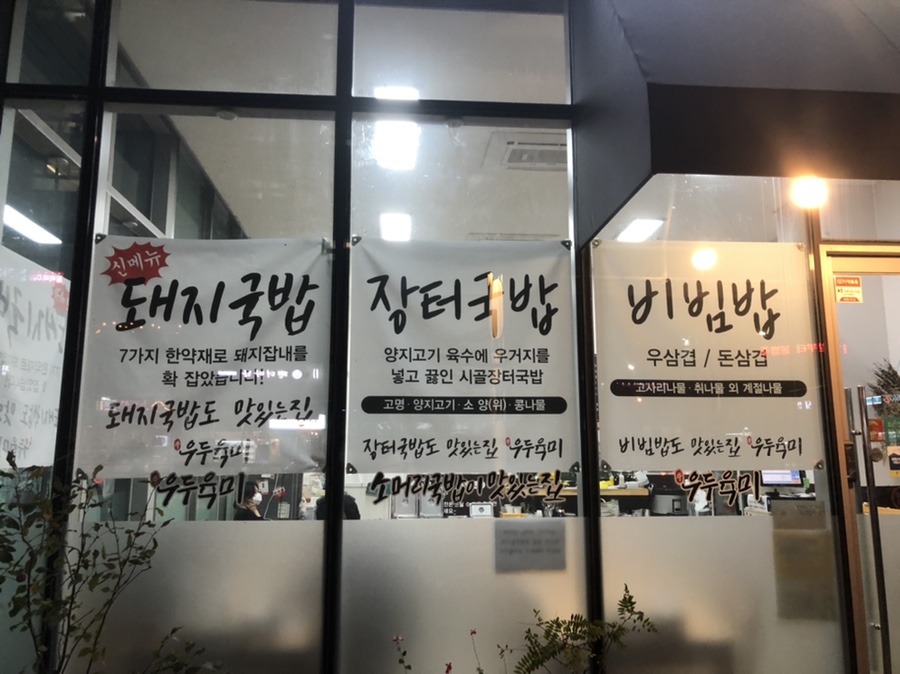 신메뉴
돼지국밥
7가지 한약재로 돼지잡내를
확 잡았습니다!
돼지국밥도 맛있는집
우두육미
우두육미
장터국밥
양지고기 육수에 우거지를
넣고 끓인 시골장터국밥
고명·양지고기·소 양(위)·콩나물
장터국밥도 맛있는집 우두육미
소머리국밥이 맛있는집
비빔밥
우삼겹 / 돈삼겹
고사리나물·취나물 외 계절나물
비빔밥도 맛있는집 우두육미
우두육미